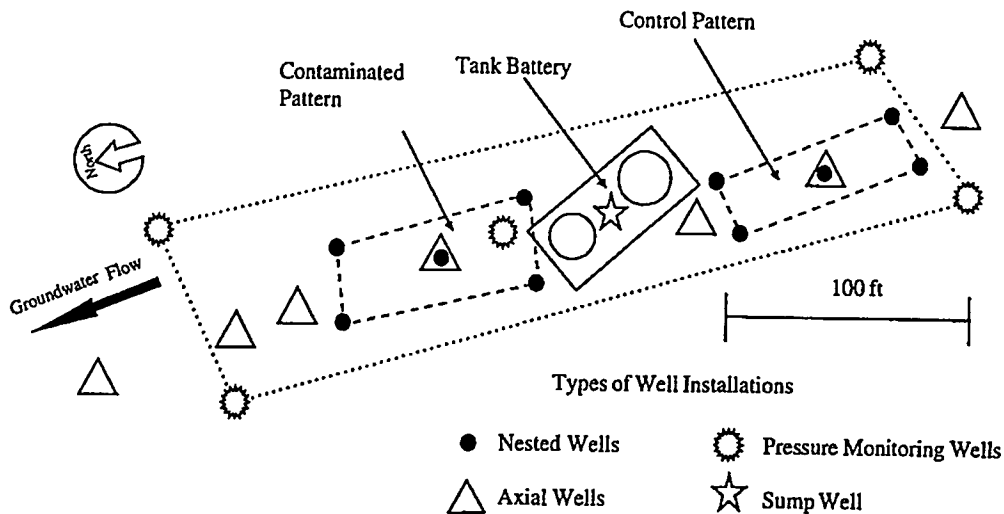 Control Pattern
Contaminated
Pattern
Tank Battery
North
Groundwater Flow
100 ft
Types of Well Installations
Nested Wells
Pressure Monitoring Wells
Axial Wells
Sump Well